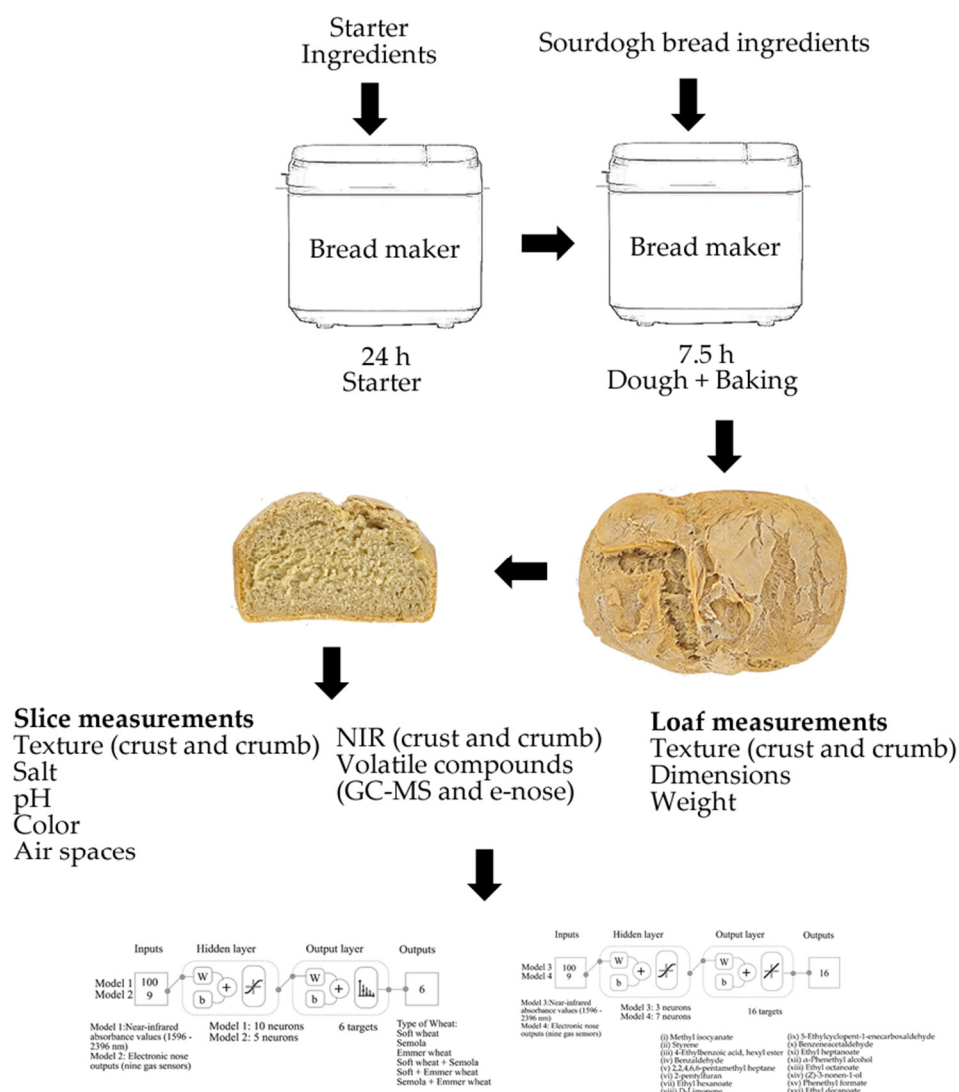 Starter
Ingredients
Sourdogh bread ingredients
Bread maker
Bread maker
24 h
Starter
7.5 h
Dough + Baking
Slice measurements
Texture (crust and crumb)
Salt
pH
Color
Air spaces
NIR (crust and crumb)
Volatile compounds
(GC-MS and e-nose)
Loaf measurements
Texture (crust and crumb)
Dimensions
Weight
Inputs
Hidden layer
Output layer
Outputs
Model 1
Model 2
100
9
W
b
+
W
b
+
6
Model 1:Near-infrared
absorbance values (1596 -
2396 nm)
Model 2: Electronic nose
outputs (nine gas sensors)
Model 1: 10 neurons
Model 2: 5 neurons
6 targets
Type of Wheat:
Soft wheat
Semola
Emmer wheat
Soft wheat + Semola
Soft + Emmer wheat
Semola + Emmer wheat
Inputs
Hidden layer
Output layer
Outputs
Model 3
Model 4
100
9
W
b
+
W
b
+
16
Model 3:Near-infrared
absorbance values (1596 -
2396 nm)
Model 4: Electronic nose
outputs (nine gas sensors)
Model 3: 3 neurons
Model 4: 7 neurons
16 targets
(i) Methyl isocyanate
(ii) Styrene
(iii) 4-Ethylbenzoic acid, hexyl ester
(iv) Benzaldehyde
(v) 2,2,4,6,6-pentamethyl heptane
(vi) 2-pentylfuran
(vii) Ethyl hexanoate
(viii) D-Limonone
(ix) 5-Ethylcyclopent-1-enecarboxaldehyde
(x) Benzeneacetaldehyde
(xi) Ethyl heptanoate
(xii) α-Phenethyl alcohol
(xiii) Ethyl octanoate
(xiv) (Z)-3-nonen-1-ol
(xv) Phenethyl formate
(xvi) Ethyl decanoate